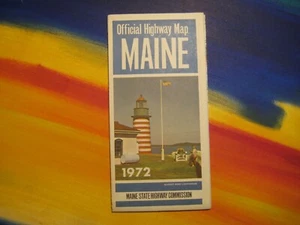 Official Highway Map
MAINE
1972
MAINE STATE HIGHWAY COMMISSION